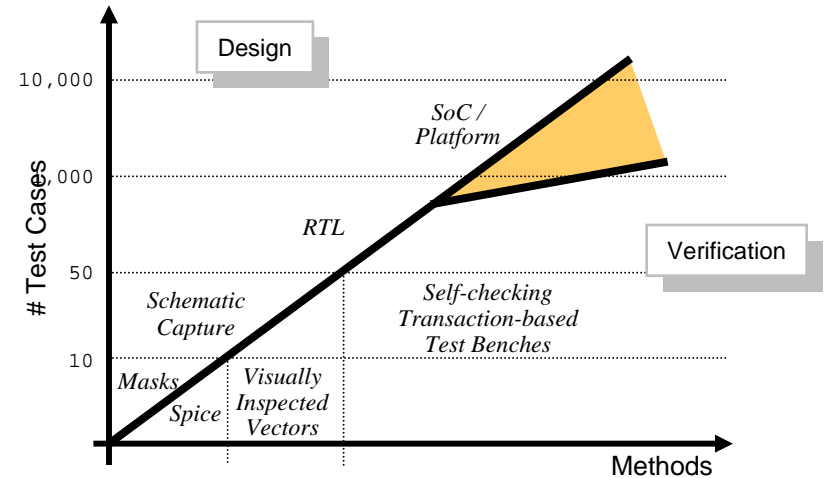 Design
10,000
SoC /
Platform
,000
# Test Cases
RTL
Verification
50
Schematic
Capture
Self-checking
Transaction-based
Test Benches
10
Masks
Spice
Visually
Inspected
Vectors
Methods